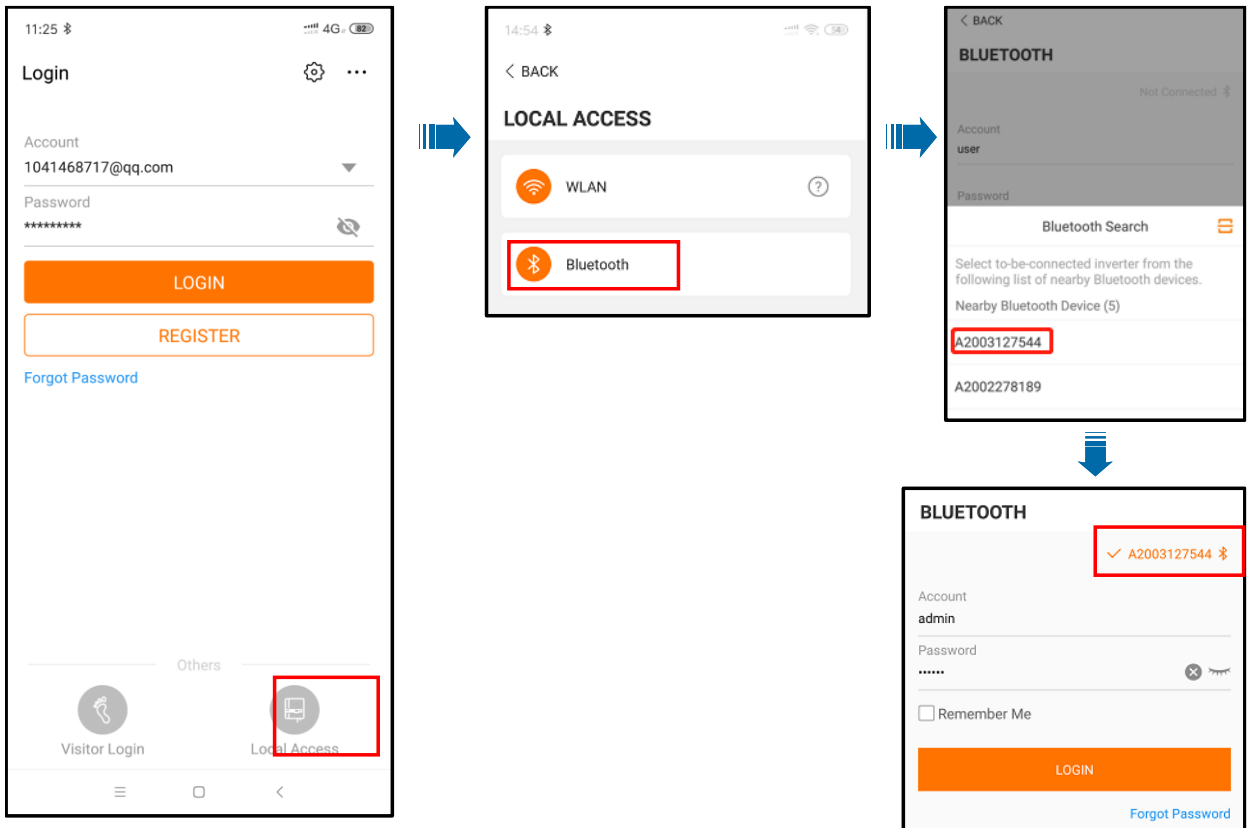 11:25 4G 82
Login
Account
1041468717@qq.com
Password
*********
LOGIN
REGISTER
Forgot Password
Others
Visitor Login Local Access
14:54 54
< BACK
LOCAL ACCESS
WLAN ?
Bluetooth
< BACK
BLUETOOTH
Not Connected
Account
user
Password
Bluetooth Search
Select to-be-connected inverter from the
following list of nearby Bluetooth devices.
Nearby Bluetooth Device (5)
A2003127544
A2002278189
BLUETOOTH
A2003127544
Account
admin
Password
••••••
Remember Me
LOGIN
Forgot Password